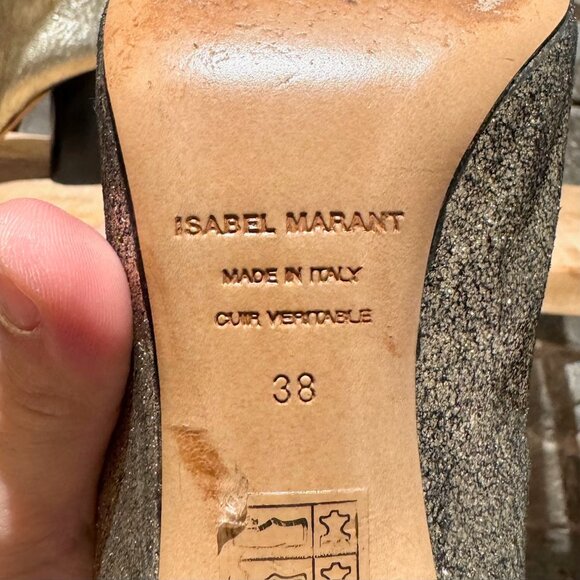 ISABEL MARANT
MADE IN ITALY
CUIR VERITABLE
38